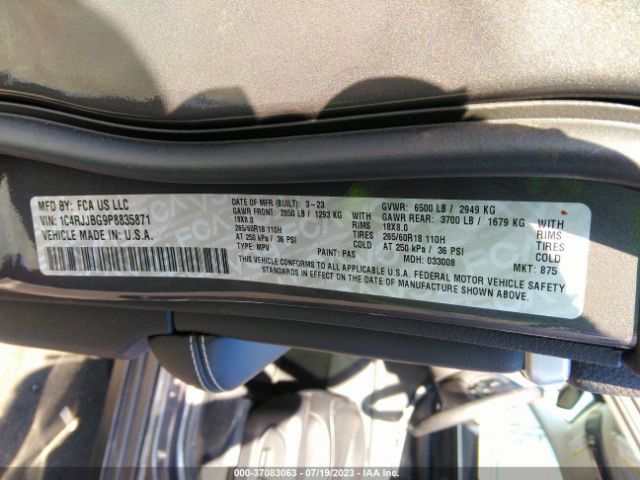 MFD BY: FCA US LLC
VIN: 1C4RJJBG9P8835871
VEHICLE MADE IN: U.S.A.
DATE OF MFR (BUILT): 3-23
GAWR FRONT: 2850 LB / 1293 KG WITH
18X8.0 RIMS
265/60R18 110H TIRES
AT 250 kPa / 36 PSI COLD
TYPE: MPV PAINT: PAS
GVWR: 6500 LB / 2949 KG
GAWR REAR: 3700 LB / 1679 KG WITH
18X8.0 RIMS
265/60R18 110H TIRES
AT 250 kPa / 36 PSI COLD
MDH: 033008 MKT: 875
THIS VEHICLE CONFORMS TO ALL APPLICABLE U.S.A. FEDERAL MOTOR VEHICLE SAFETY
STANDARDS IN EFFECT ON THE DATE OF MANUFACTURE SHOWN ABOVE.
000-37083063 / 07/19/2023 / IAA Inc.